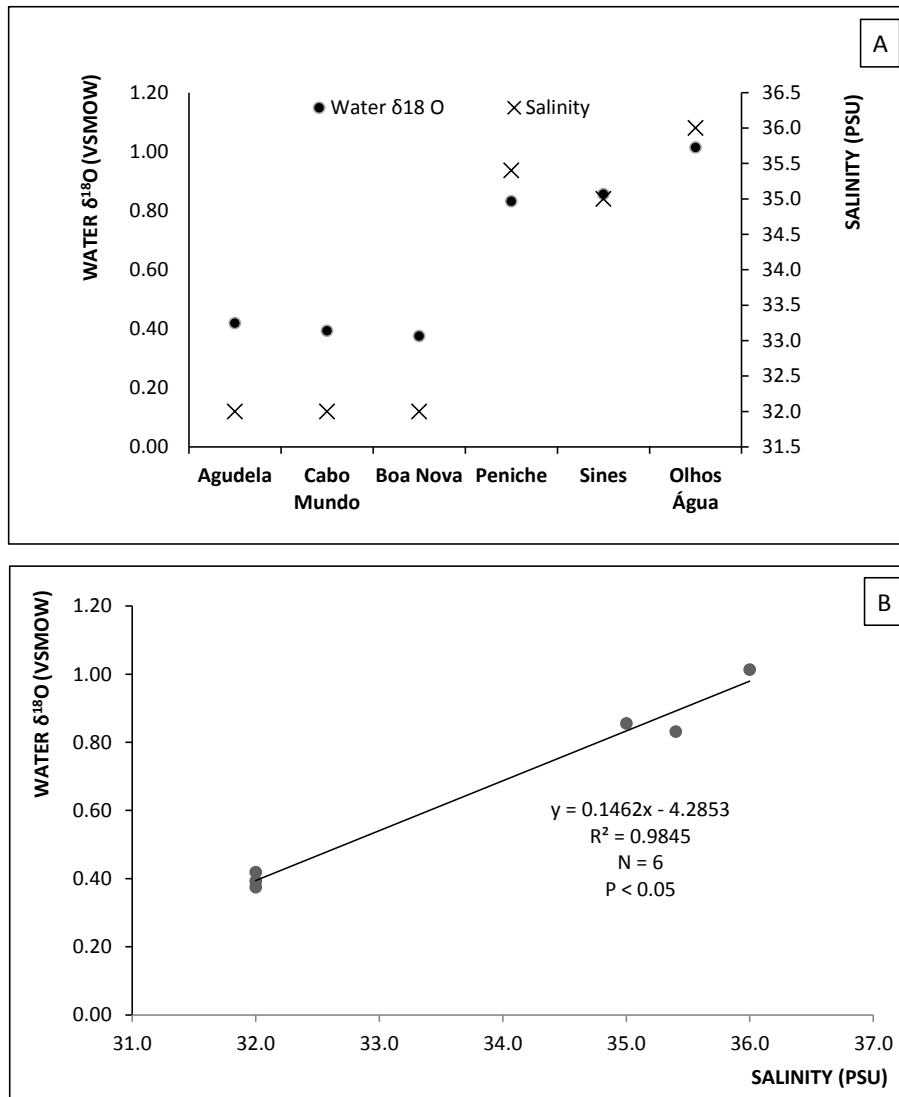 A
WATER δ¹⁸O (VSMOW)
SALINITY (PSU)
Water δ18 O
Salinity
1.20
1.00
0.80
0.60
0.40
0.20
0.00
36.5
36.0
35.5
35.0
34.5
34.0
33.5
33.0
32.5
32.0
31.5
Agudela
Cabo
Mundo
Boa Nova
Peniche
Sines
Olhos
Água
B
WATER δ¹⁸O (VSMOW)
1.20
1.00
0.80
0.60
0.40
0.20
0.00
y = 0.1462x - 4.2853
R² = 0.9845
N = 6
P < 0.05
31.0
32.0
33.0
34.0
35.0
36.0
37.0
SALINITY (PSU)